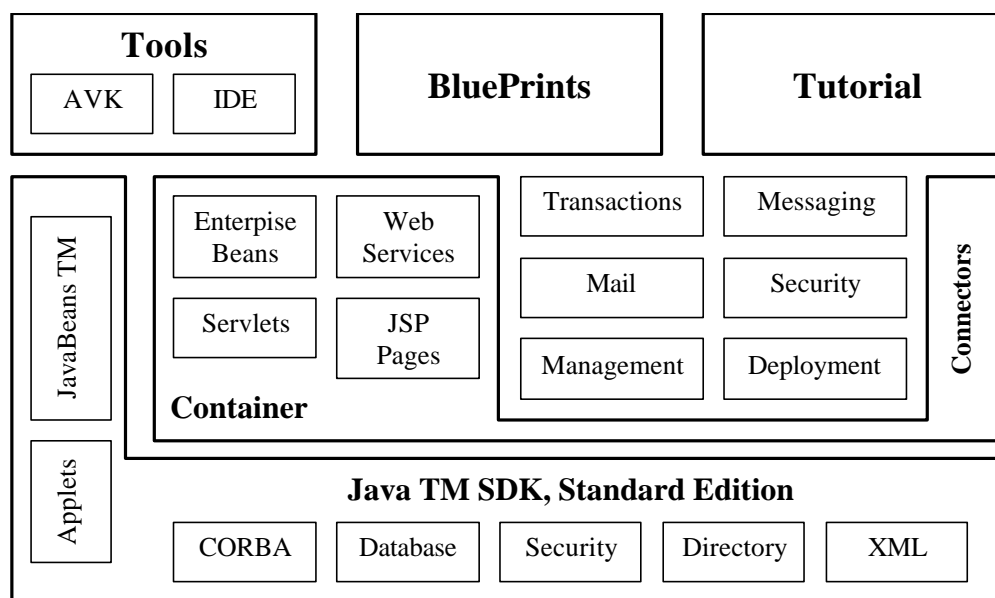 Tools
AVK
IDE
BluePrints
Tutorial
JavaBeans TM
Applets
Enterpise
Beans
Web
Services
Servlets
JSP
Pages
Container
Transactions
Messaging
Mail
Security
Management
Deployment
Connectors
Java TM SDK, Standard Edition
CORBA
Database
Security
Directory
XML